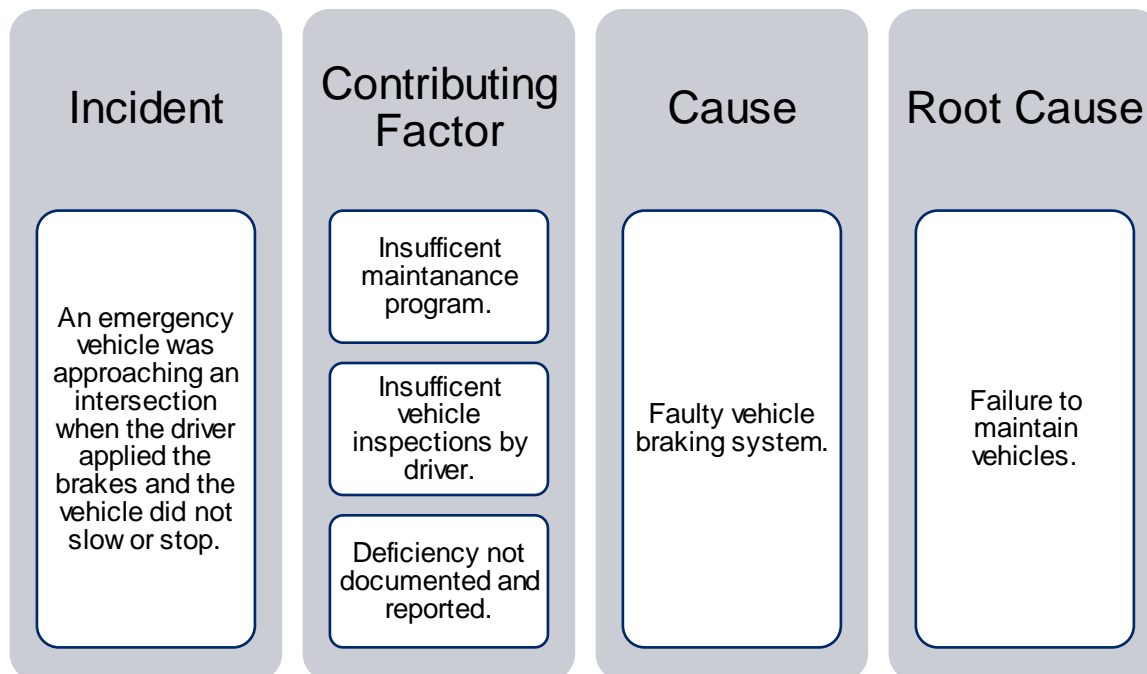 Incident
An emergency
vehicle was
approaching an
intersection
when the driver
applied the
brakes and the
vehicle did not
slow or stop.
Contributing
Factor
Insufficent
maintanance
program.
Insufficent
vehicle
inspections by
driver.
Deficiency not
documented and
reported.
Cause
Faulty vehicle
braking system.
Root Cause
Failure to
maintain
vehicles.